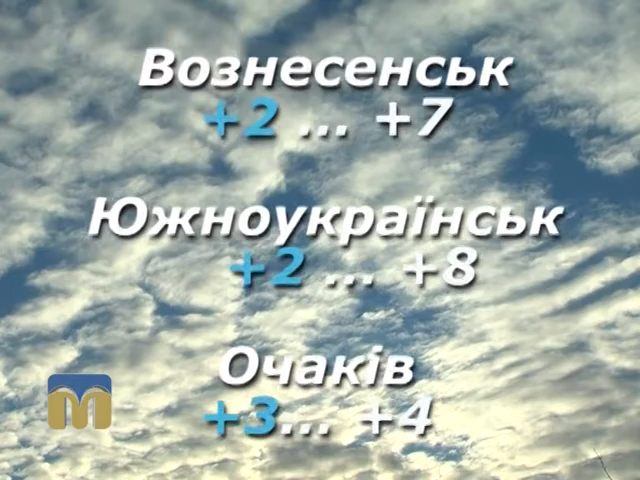 Вознесенськ
+2 ... +7
Южноукраїнськ
+2 ... +8
Очаків
+3... +4
М